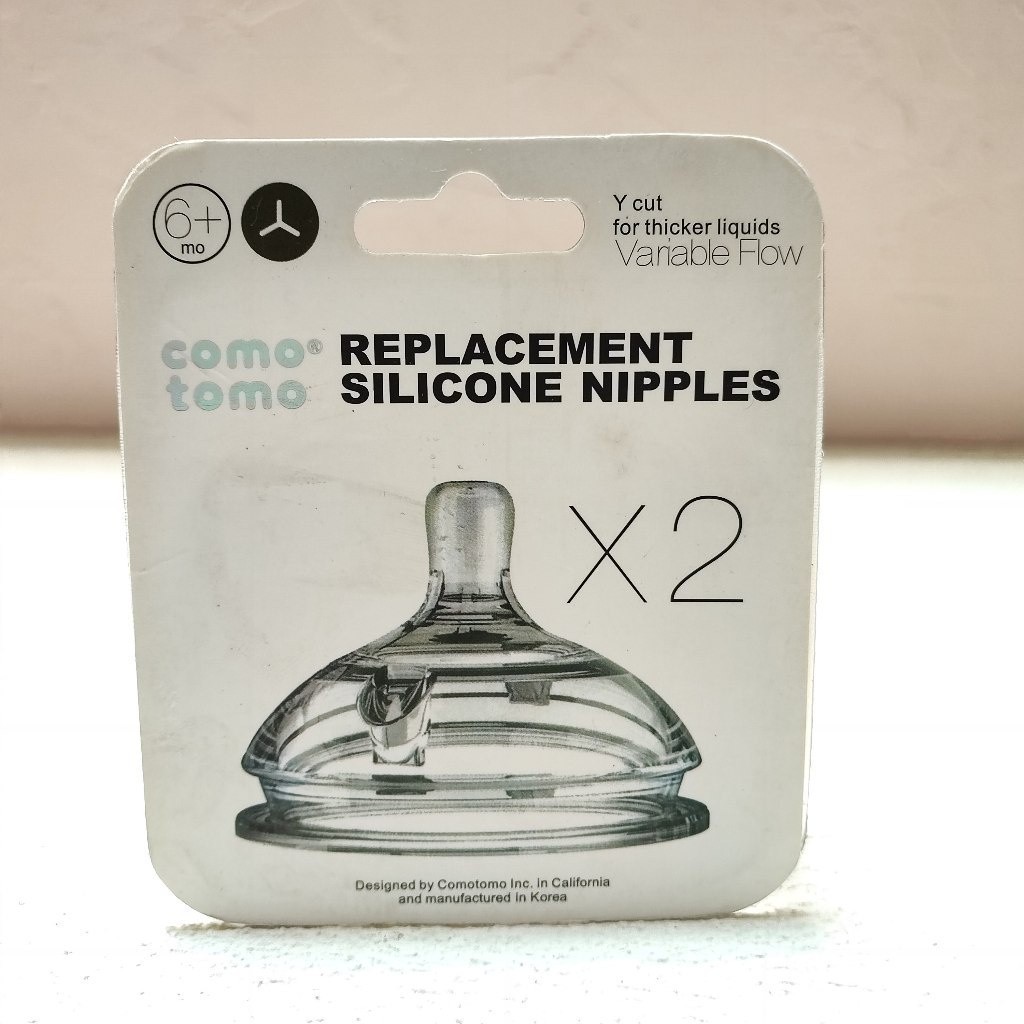 6+
mo
Y cut
for thicker liquids
Variable Flow
como®
tomo
REPLACEMENT
SILICONE NIPPLES
X2
Designed by Comotomo Inc. in California
and manufactured in Korea